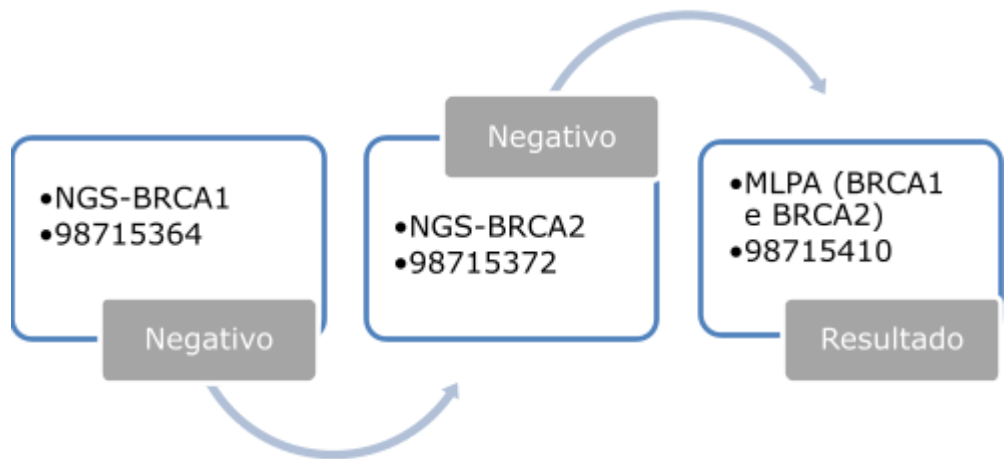 •NGS-BRCA1
•98715364
Negativo
Negativo
•NGS-BRCA2
•98715372
•MLPA (BRCA1
e BRCA2)
•98715410
Resultado